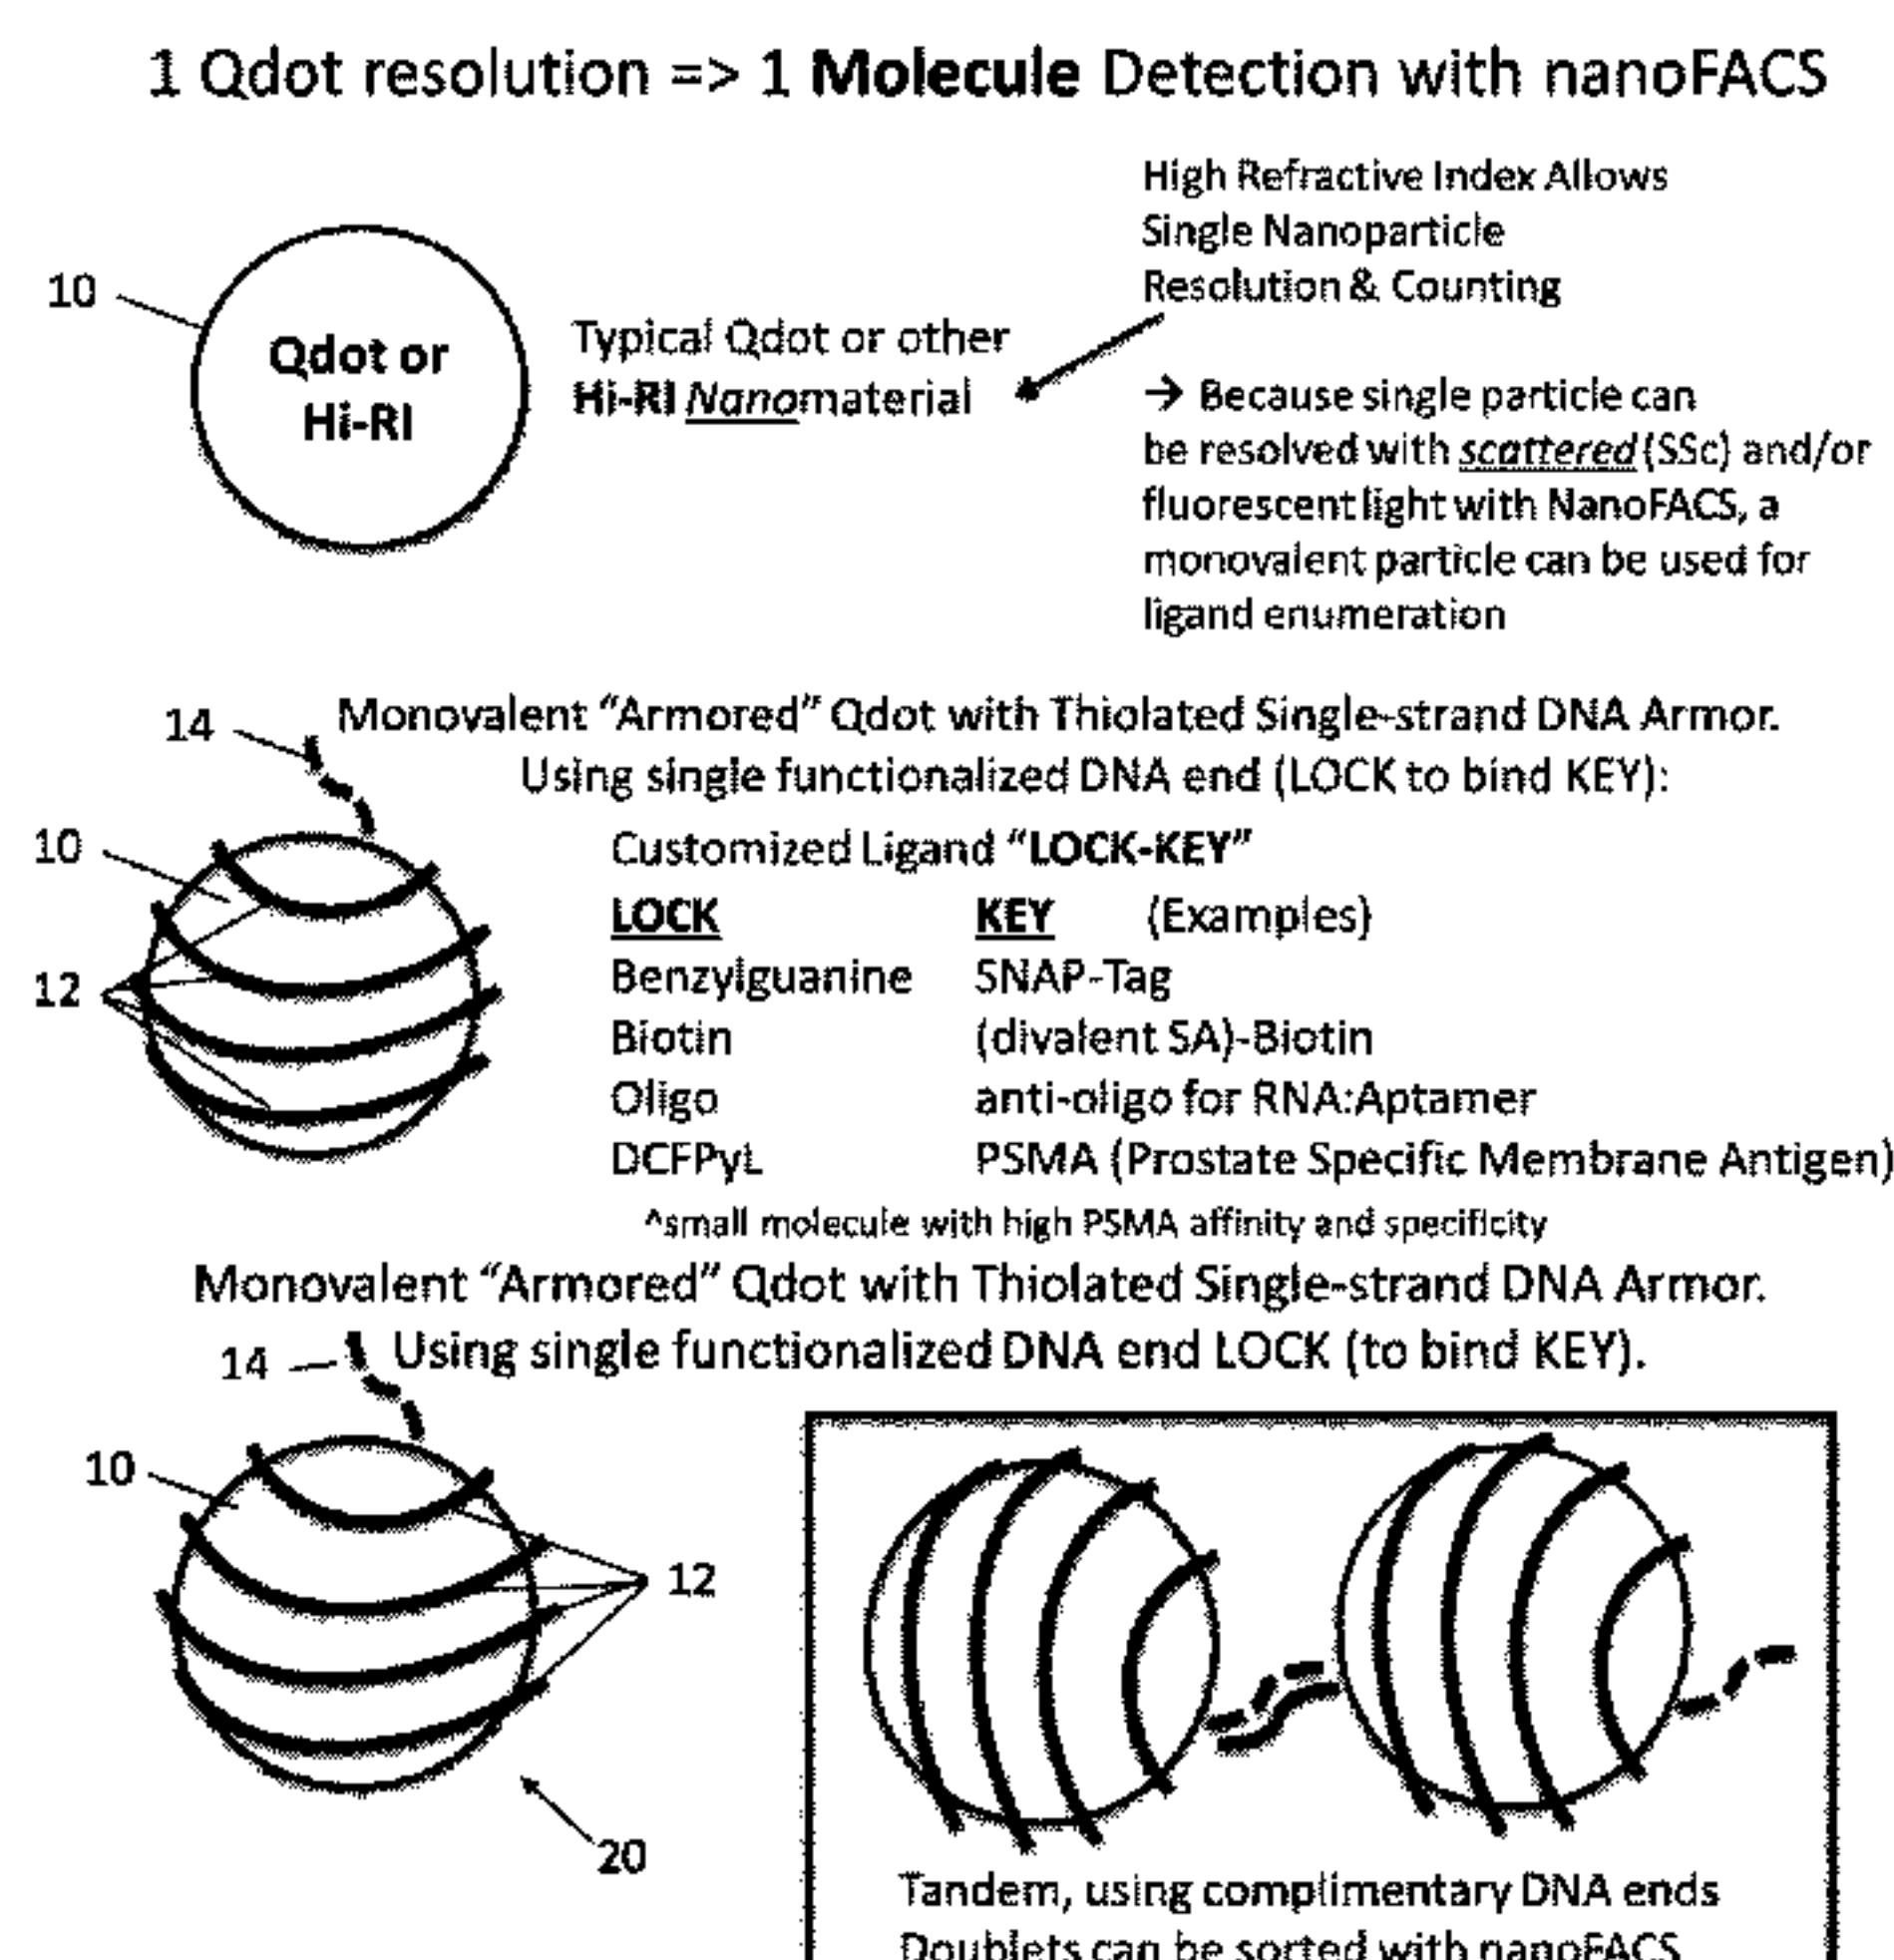 1 Qdot resolution => 1 Molecule Detection with nanoFACS
High Refractive Index Allows
Single Nanoparticle
Resolution & Counting
10
Qdot or
Hi-RI
Typical Qdot or other
Hi-RI Nanomaterial
→ Because single particle can
be resolved with scattered (SSc) and/or
fluorescent light with NanoFACS, a
monovalent particle can be used for
ligand enumeration
14
Monovalent “Armored” Qdot with Thiolated Single-strand DNA Armor.
Using single functionalized DNA end (LOCK to bind KEY):
10
12
Customized Ligand “LOCK-KEY”
LOCK KEY (Examples)
Benzylguanine SNAP-Tag
Biotin (divalent SA)-Biotin
Oligo anti-oligo for RNA:Aptamer
DCFPyL PSMA (Prostate Specific Membrane Antigen)
^small molecule with high PSMA affinity and specificity
Monovalent “Armored” Qdot with Thiolated Single-strand DNA Armor.
14 Using single functionalized DNA end LOCK (to bind KEY).
10
12
20
Tandem, using complimentary DNA ends
Doublets can be sorted with nanoFACS